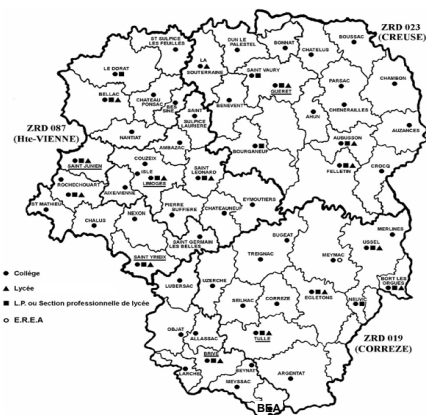 ZRD 023
(CREUSE)
ST SULPICE
LES FEUILLES
DUN LE
PALESTEL
BONNAT
CHATELUS
BOUSSAC
LE DORAT
LA
SOUTERRAINE
SAINT VAURY
GUERET
PARSAC
CHAMBON
BELLAC
CHATEAU
PONSAC
BENEVENT
AHUN
CHENERAILLES
AUZANCES
SAINT
SULPICE
LAURIERE
ZRD 087
(Hte-VIENNE)
NANTIAT
AMBAZAC
BOURGANEUF
AUBUSSON
FELLETIN
CROCQ
SAINT JUNIEN
COUZEIX
ISLE
LIMOGES
SAINT
LEONARD
ROCHECHOUART
AIXE/VIENNE
ST MATHIEU
CHALUS
NEXON
PIERRE
BUFFIERE
CHATEAUNEUF
EYMOUTIERS
SAINT GERMAIN
LES BELLES
SAINT YRIEIX
BUGEAT
TREIGNAC
MEYMAC
MERLINES
USSEL
BORT LES
ORGUES
NEUVIC
LUBERSAC
UZERCHE
SEILHAC
CORREZE
EGLETONS
OBJAT
ALLASSAC
TULLE
BRIVE
LARCHE
BEYNAT
ARGENTAT
MEYSSAC
BEA
ZRD 019
(CORREZE)
Collége
Lycée
L.P. ou Section professionelle de lycée
E.R.E.A